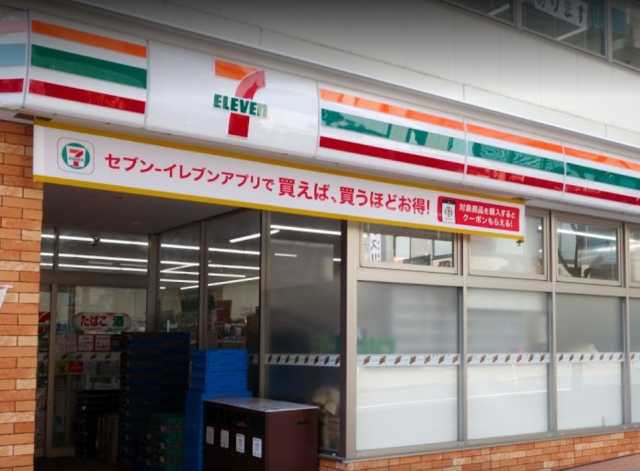 7
ELEVEn
セブン‐イレブンアプリで 買えば、買うほどお得!
対象商品を購入すると
クーポンもらえる!
たばこ 酒